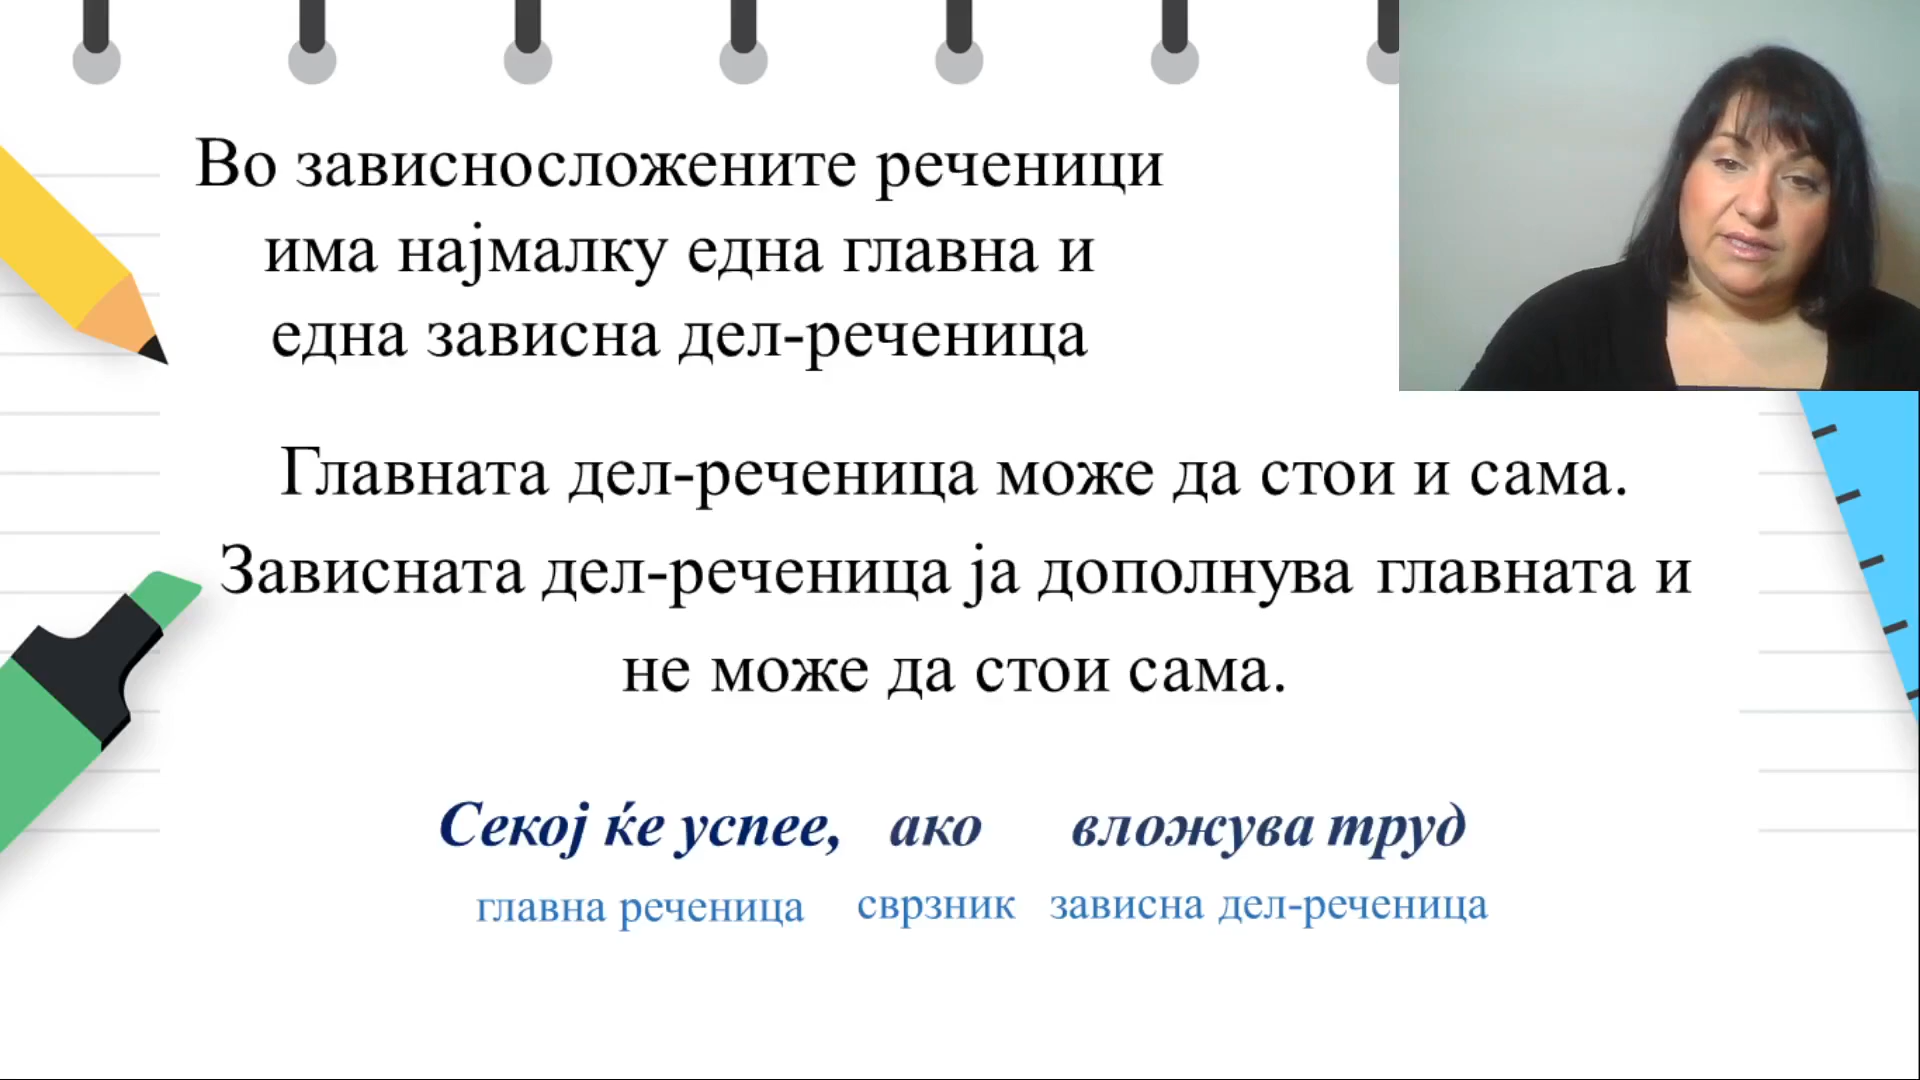 Во зависносложените реченици
има најмалку една главна и
една зависна дел-реченица
Главната дел-реченица може да стои и сама.
Зависната дел-реченица ја дополнува главната и
не може да стои сама.
Секој ќе успее, ако вложува труд
главна реченица сврзник зависна дел-реченица